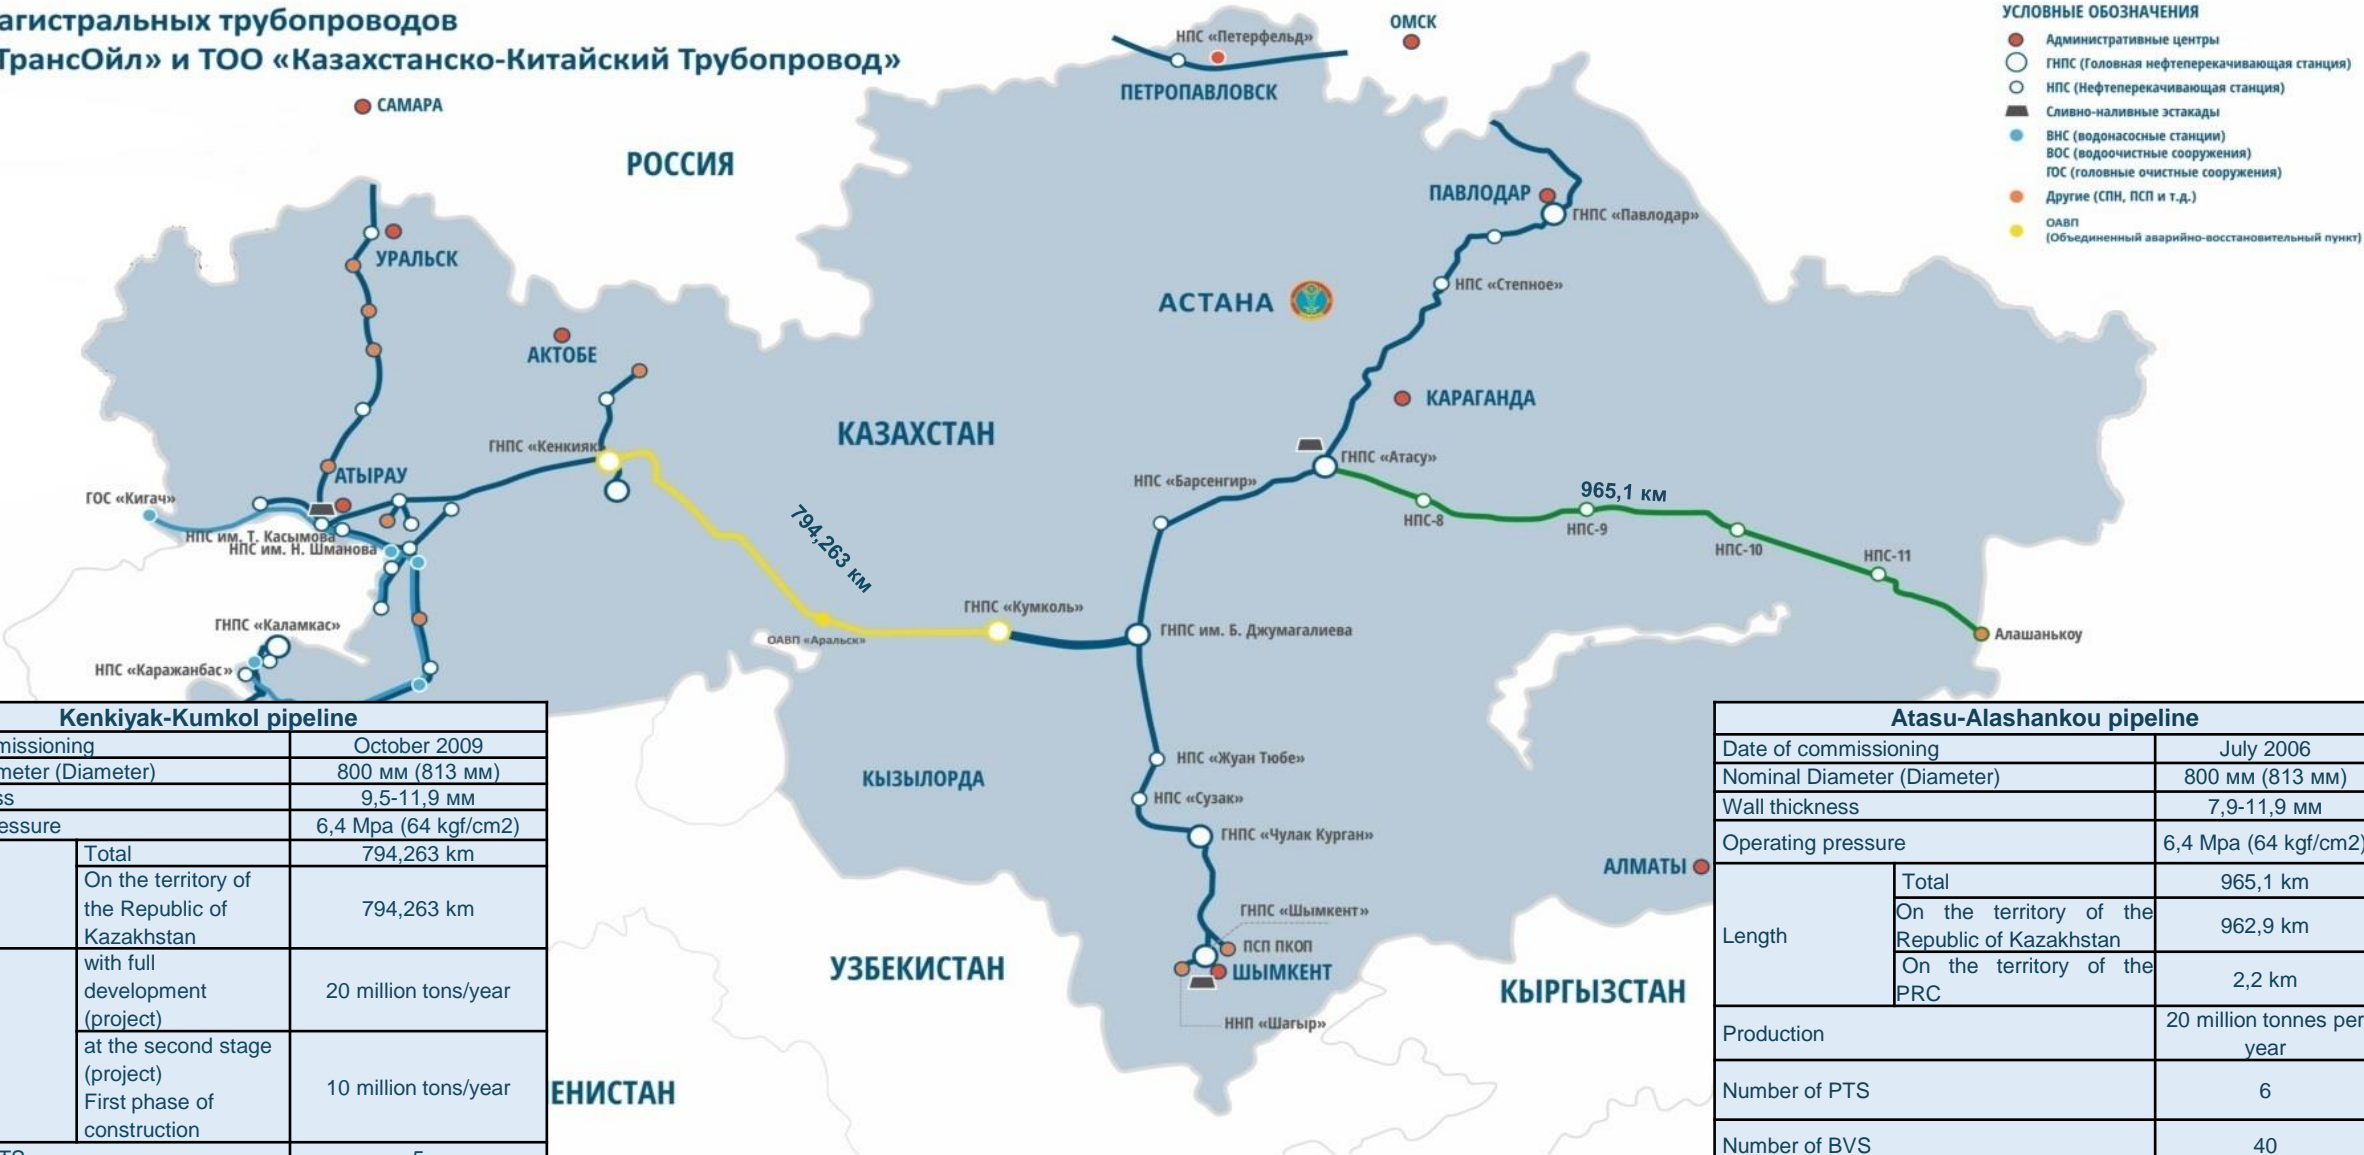 агистральных трубопроводов
ТрансОйл» и ТОО «Казахстанско-Китайский Трубопровод»
УСЛОВНЫЕ ОБОЗНАЧЕНИЯ
Административные центры
ГНПС (Головная нефтеперекачивающая станция)
НПС (Нефтеперекачивающая станция)
Сливно-наливные эстакады
ВНС (водонасосные станции)
ВОС (водоочистные сооружения)
ГОС (головные очистные сооружения)
Другие (СПН, ПСП и т.д.)
ОАВП
(Объединенный аварийно-восстановительный пункт)
ОМСК
НПС «Петерфельд»
ПЕТРОПАВЛОВСК
САМАРА
РОССИЯ
ПАВЛОДАР
ГНПС «Павлодар»
УРАЛЬСК
НПС «Степное»
АСТАНА
АКТОБЕ
КАРАГАНДА
КАЗАХСТАН
ГНПС «Кенкияк»
ГНПС «Атасу»
АТЫРАУ
НПС «Барсенгир»
965,1 км
ГОС «Кигач»
НПС-8
НПС-9
НПС-10
НПС-11
НПС им. Т. Касымова
НПС им. Н. Шманова
794,263 км
ГНПС «Кумколь»
ГНПС «Каламкас»
ОАВП «Аральск»
ГНПС им. Б. Джумагалиева
Алашанькоу
НПС «Каражанбас»
НПС «Жуан Тюбе»
КЫЗЫЛОРДА
НПС «Сузак»
ГНПС «Чулак Курган»
АЛМАТЫ
ГНПС «Шымкент»
ПСП ПКОП
УЗБЕКИСТАН
ШЫМКЕНТ
КЫРГЫЗСТАН
ННП «Шагыр»
ЕНИСТАН
Kenkiyak-Kumkol pipeline
missioning October 2009
meter (Diameter) 800 мм (813 мм)
ss 9,5-11,9 мм
essure 6,4 Mpa (64 kgf/cm2)
Total 794,263 km
On the territory of
the Republic of 794,263 km
Kazakhstan
with full
development 20 million tons/year
(project)
at the second stage
(project) 10 million tons/year
First phase of
construction
Atasu-Alashankou pipeline
Date of commissioning July 2006
Nominal Diameter (Diameter) 800 мм (813 мм)
Wall thickness 7,9-11,9 мм
Operating pressure 6,4 Mpa (64 kgf/cm2)
Length
Total 965,1 km
On the territory of the
Republic of Kazakhstan 962,9 km
On the territory of the
PRC 2,2 km
Production 20 million tonnes per
year
Number of PTS 6
Number of BVS 40